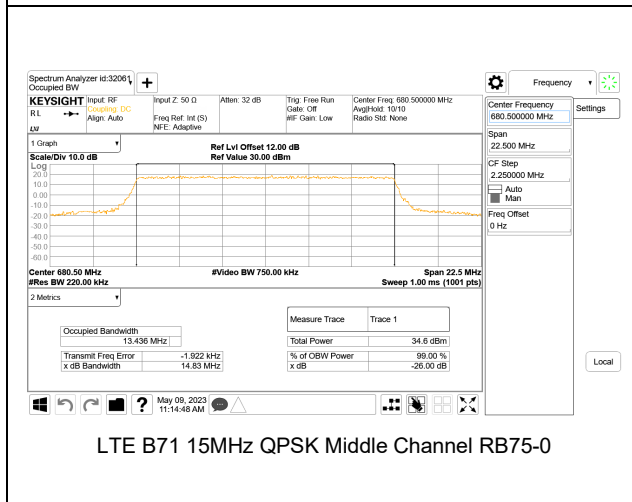 Spectrum Analyzer id:32061
Occupied BW
Frequency
KEYSIGHT
Input: RF
Input Z: 50 Ω
Atten: 32 dB
Trig: Free Run
Center Freq: 680.500000 MHz
RL
Coupling: DC
Gate: Off
Avg|Hold: 10/10
Align: Auto
Freq Ref: Int (S)
#IF Gain: Low
Radio Std: None
NFE: Adaptive
Center Frequency
680.500000 MHz
Settings
Span
22.500 MHz
CF Step
2.250000 MHz
Auto
Man
Freq Offset
0 Hz
Local
1 Graph
Ref Lvl Offset 12.00 dB
Scale/Div 10.0 dB
Ref Value 30.00 dBm
Log
20.0
10.0
0.00
-10.0
-20.0
-30.0
-40.0
-50.0
-60.0
Center 680.50 MHz
#Video BW 750.00 kHz
Span 22.5 MHz
#Res BW 220.00 kHz
Sweep 1.00 ms (1001 pts)
2 Metrics
Measure Trace
Trace 1
Occupied Bandwidth
13.436 MHz
Total Power
34.6 dBm
Transmit Freq Error
-1.922 kHz
% of OBW Power
99.00 %
x dB Bandwidth
14.83 MHz
x dB
-26.00 dB
May 09, 2023
11:14:48 AM
LTE B71 15MHz QPSK Middle Channel RB75-0